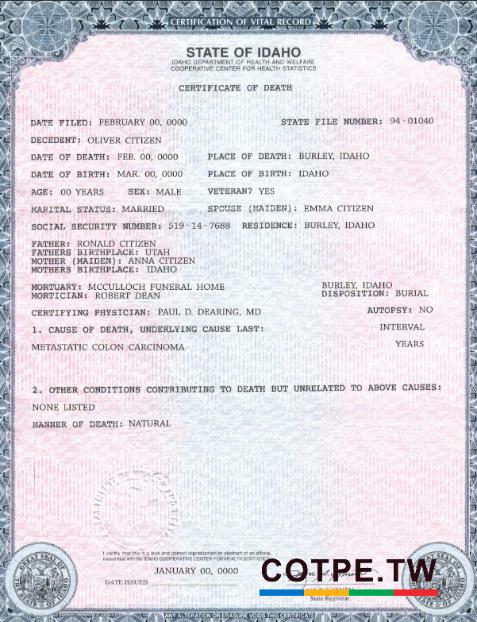 CERTIFICATION OF VITAL RECORD
STATE OF IDAHO
IDAHO DEPARTMENT OF HEALTH AND WELFARE
COOPERATIVE CENTER FOR HEALTH STATISTICS
CERTIFICATE OF DEATH
DATE FILED: FEBRUARY 00, 0000 STATE FILE NUMBER: 94-01040
DECEDENT: OLIVER CITIZEN
DATE OF DEATH: FEB. 00, 0000 PLACE OF DEATH: BURLEY, IDAHO
DATE OF BIRTH: MAR. 00, 0000 PLACE OF BIRTH: IDAHO
AGE: 00 YEARS SEX: MALE VETERAN? YES
MARITAL STATUS: MARRIED SPOUSE (MAIDEN): EMMA CITIZEN
SOCIAL SECURITY NUMBER: 519-14-7688 RESIDENCE: BURLEY, IDAHO
FATHER: RONALD CITIZEN
FATHERS BIRTHPLACE: UTAH
MOTHER (MAIDEN): ANNA CITIZEN
MOTHERS BIRTHPLACE: IDAHO
MORTUARY: MCCULLOCH FUNERAL HOME BURLEY, IDAHO
MORTICIAN: ROBERT DEAN DISPOSITION: BURIAL
CERTIFYING PHYSICIAN: PAUL D. DEARING, MD AUTOPSY: NO
1. CAUSE OF DEATH, UNDERLYING CAUSE LAST: INTERVAL
METASTATIC COLON CARCINOMA YEARS
2. OTHER CONDITIONS CONTRIBUTING TO DEATH BUT UNRELATED TO ABOVE CAUSES:
NONE LISTED
MANNER OF DEATH: NATURAL
I certify that this is a true and correct reproduction or abstract of an official
record filed with the IDAHO COOPERATIVE CENTER FOR HEALTH STATISTICS
JANUARY 00, 0000
DATE ISSUED
COTPE.TW
State Registrar
ANY ALTERATION OR ERASURE VOIDS THIS CERTIFICATE